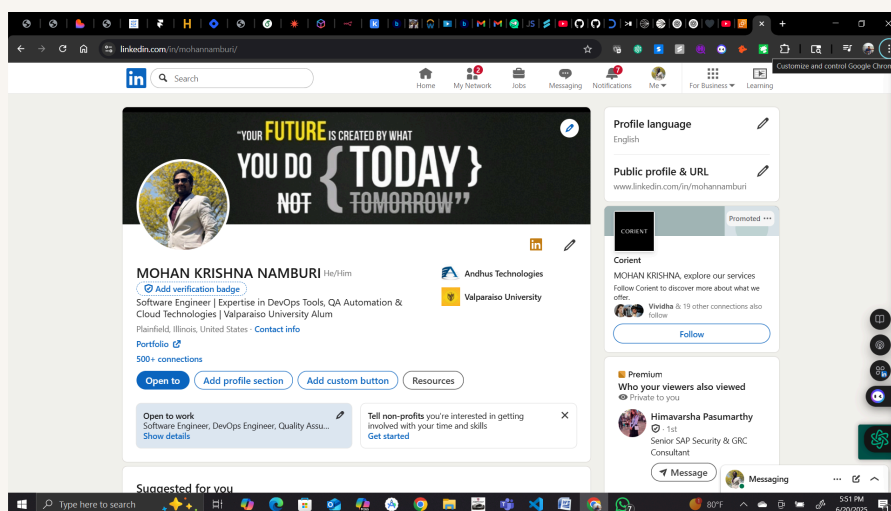 linkedin.com/in/mohannamburi/
Customize and control Google Chron
in
Search
2
7
Home
My Network
Jobs
Messaging
Notifications
Me
For Business
Learning
"YOUR FUTURE IS CREATED BY WHAT
YOU DO { TODAY }
NOT TOMORROW"
in
MOHAN KRISHNA NAMBURI He/Him
Add verification badge
Software Engineer | Expertise in DevOps Tools, QA Automation &
Cloud Technologies | Valparaiso University Alum
Plainfield, Illinois, United States · Contact info
Portfolio
500+ connections
Andhus Technologies
Valparaiso University
Open to
Add profile section
Add custom button
Resources
Open to work
Software Engineer, DevOps Engineer, Quality Assu...
Show details
Tell non-profits you're interested in getting
involved with your time and skills
Get started
Suggested for you
Profile language
English
Public profile & URL
www.linkedin.com/in/mohannamburi
Promoted ···
CORIENT
Corient
MOHAN KRISHNA, explore our services
Follow Corient to discover more about what we
offer.
Vividha & 19 other connections also
follow
Follow
Premium
Who your viewers also viewed
Private to you
Himavarsha Pasumarthy
· 1st
Senior SAP Security & GRC
Consultant
Message
Messaging
Type here to search
80°F
5:51 PM
6/20/2025